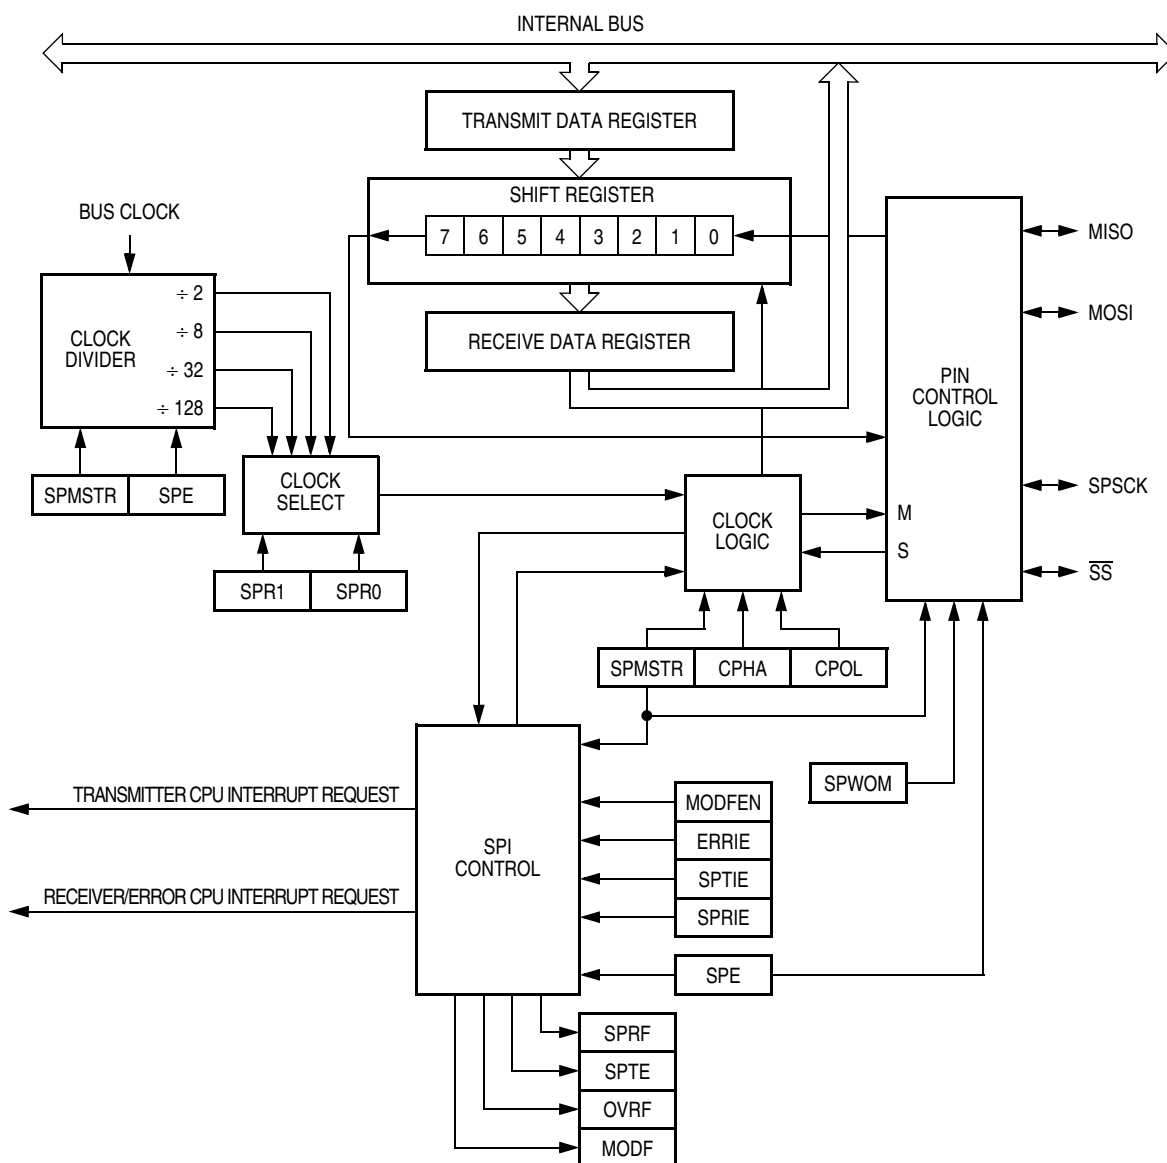 INTERNAL BUS
TRANSMIT DATA REGISTER
SHIFT REGISTER
7 6 5 4 3 2 1 0
RECEIVE DATA REGISTER
BUS CLOCK
CLOCK
DIVIDER
÷ 2
÷ 8
÷ 32
÷ 128
SPMSTR SPE
CLOCK
SELECT
SPR1 SPR0
CLOCK
LOGIC
SPMSTR CPHA CPOL
PIN
CONTROL
LOGIC
M
S
MISO
MOSI
SPSCK
S̅S̅
SPWOM
TRANSMITTER CPU INTERRUPT REQUEST
RECEIVER/ERROR CPU INTERRUPT REQUEST
SPI
CONTROL
MODFEN
ERRIE
SPTIE
SPRIE
SPE
SPRF
SPTE
OVRF
MODF